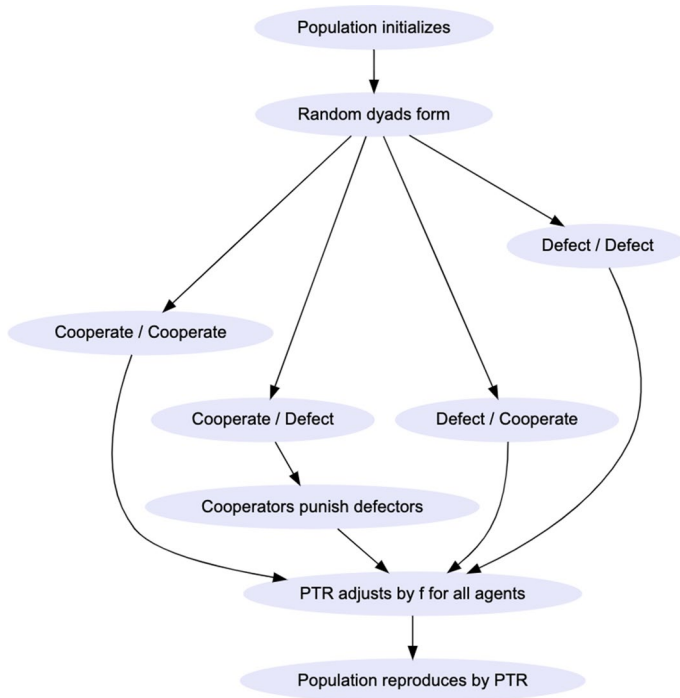 Population initializes
Random dyads form
Defect / Defect
Cooperate / Cooperate
Cooperate / Defect
Defect / Cooperate
Cooperators punish defectors
PTR adjusts by f for all agents
Population reproduces by PTR